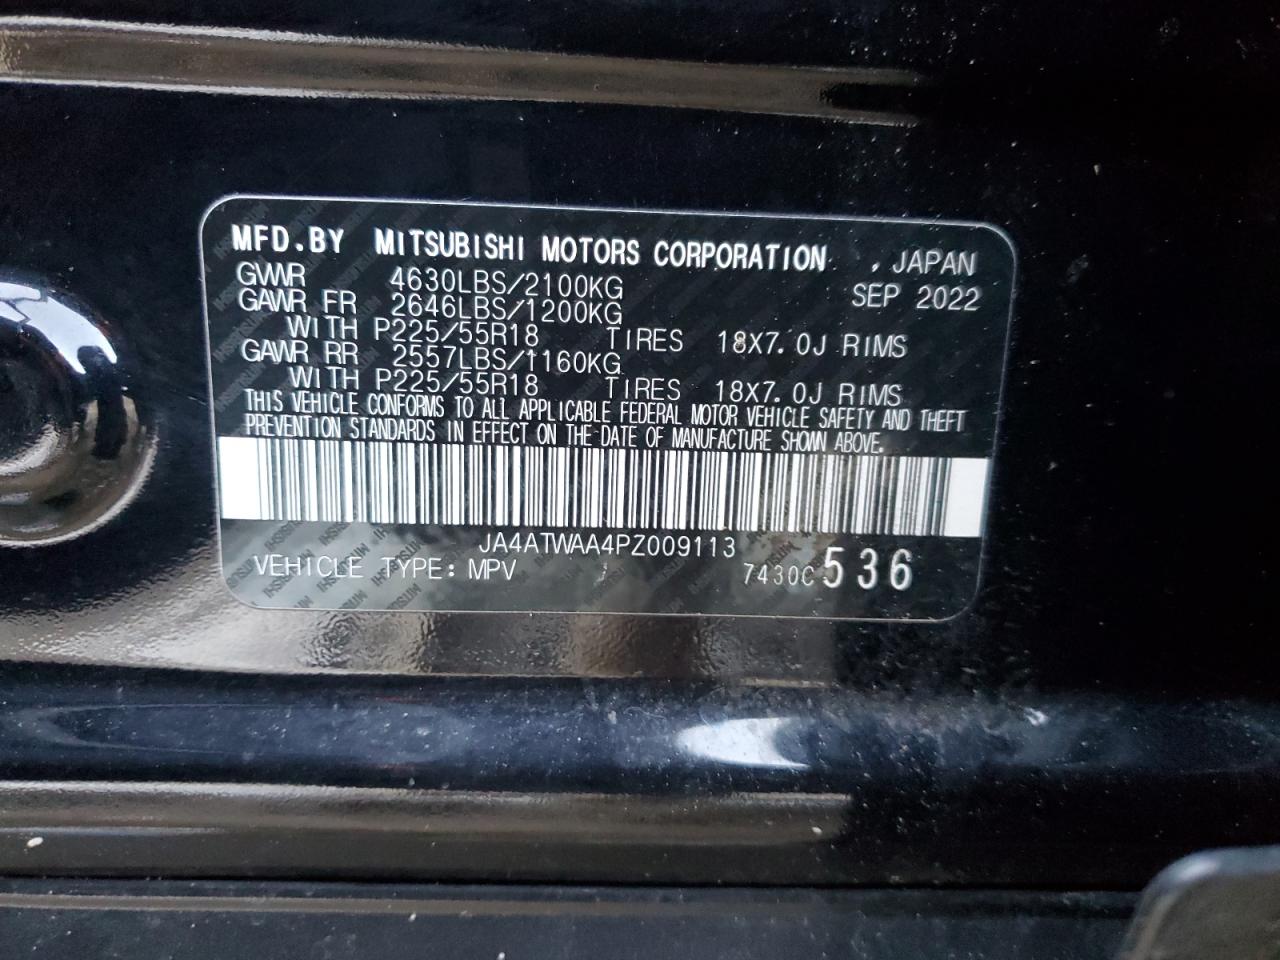 MFD.BY MITSUBISHI MOTORS CORPORATION , JAPAN
GVWR 4630LBS/2100KG SEP 2022
GAWR FR 2646LBS/1200KG
WITH P225/55R18 TIRES 18X7.0J RIMS
GAWR RR 2557LBS/1160KG
WITH P225/55R18 TIRES 18X7.0J RIMS
THIS VEHICLE CONFORMS TO ALL APPLICABLE FEDERAL MOTOR VEHICLE SAFETY AND THEFT
PREVENTION STANDARDS IN EFFECT ON THE DATE OF MANUFACTURE SHOWN ABOVE.
JA4ATWAA4PZ009113
VEHICLE TYPE: MPV 7430C 536